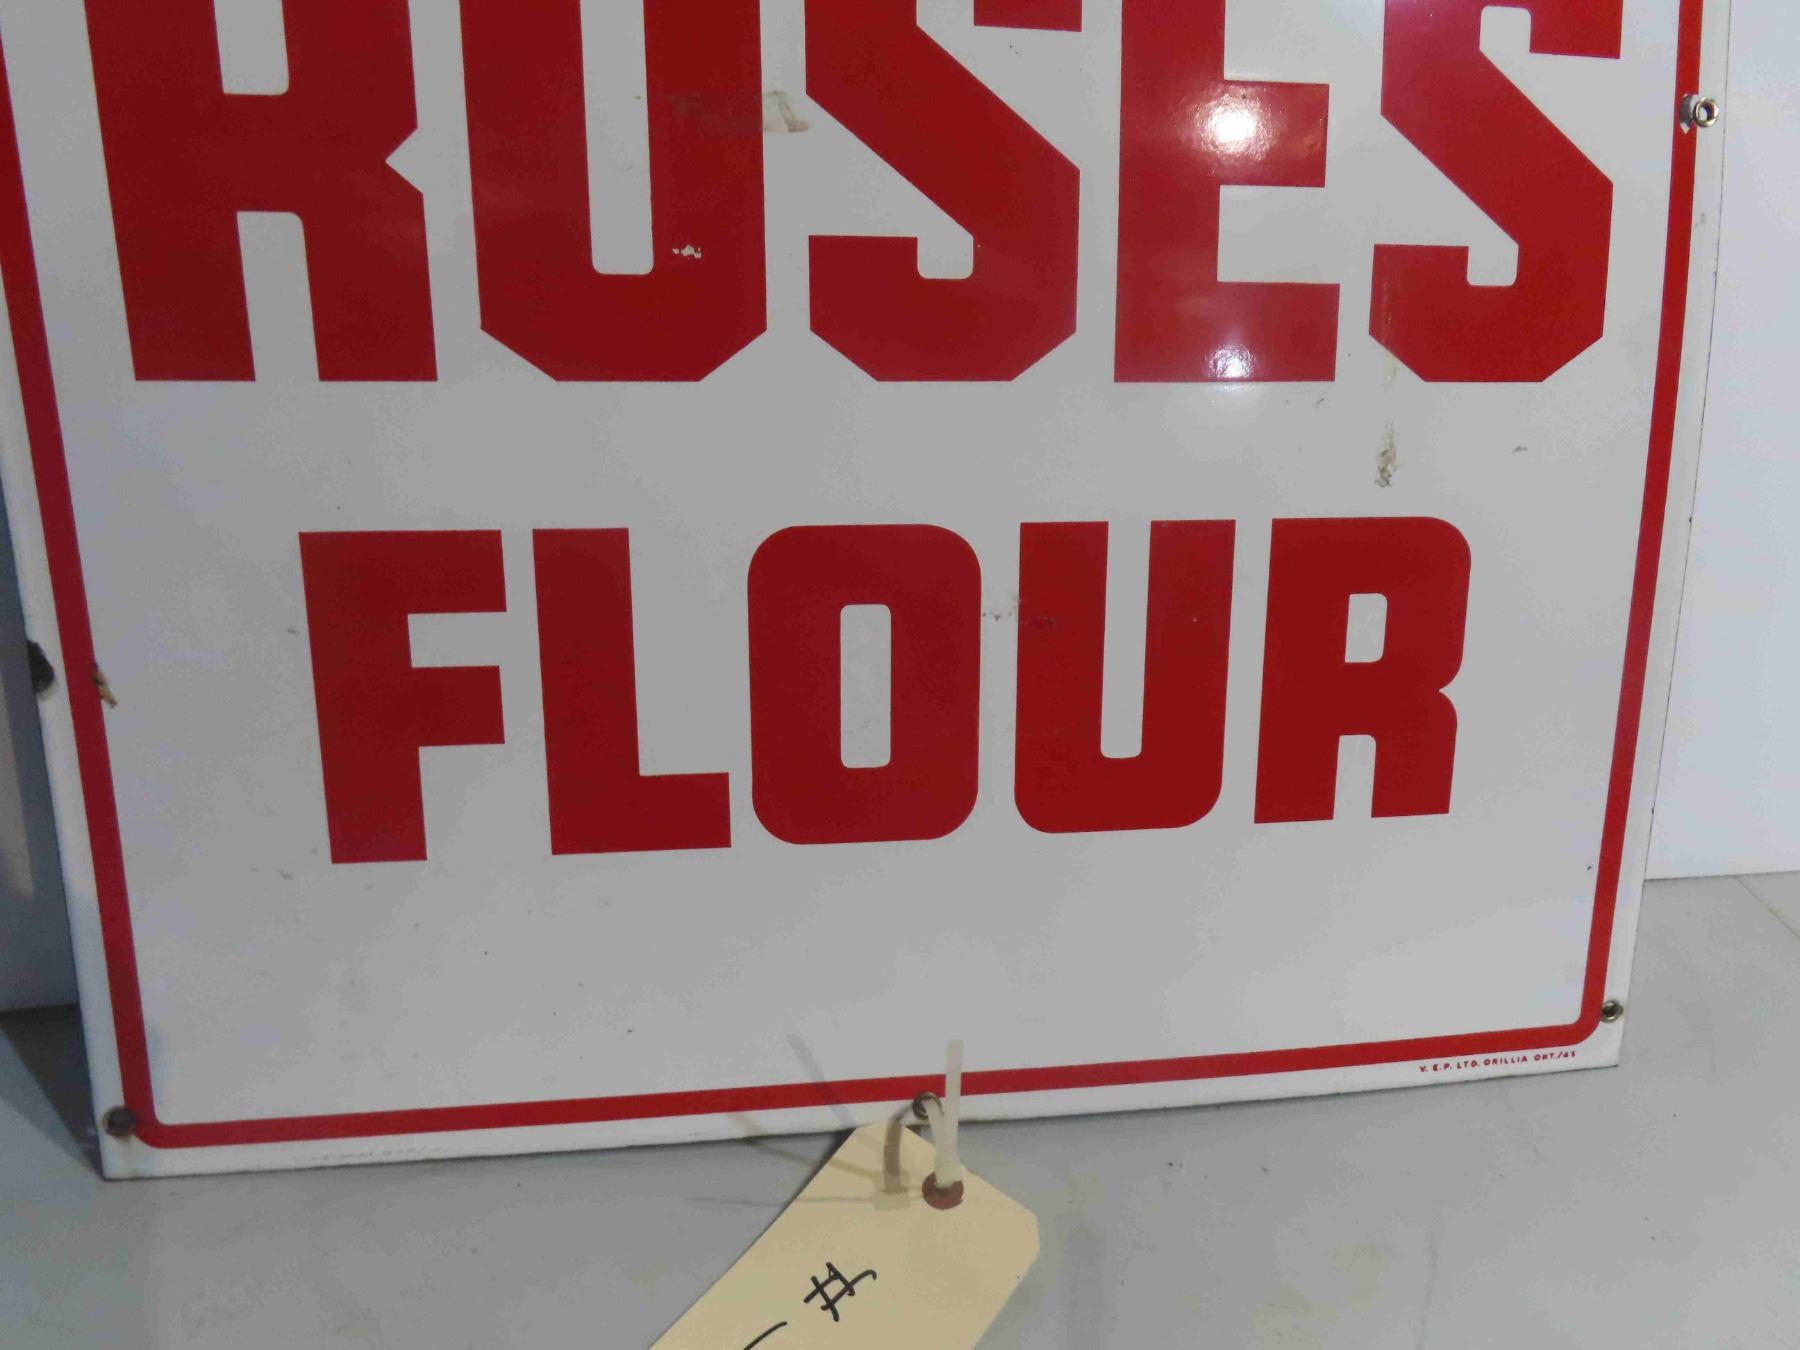 ROSES
FLOUR
V. E. P. LTD. ORILLIA ONT./45
#